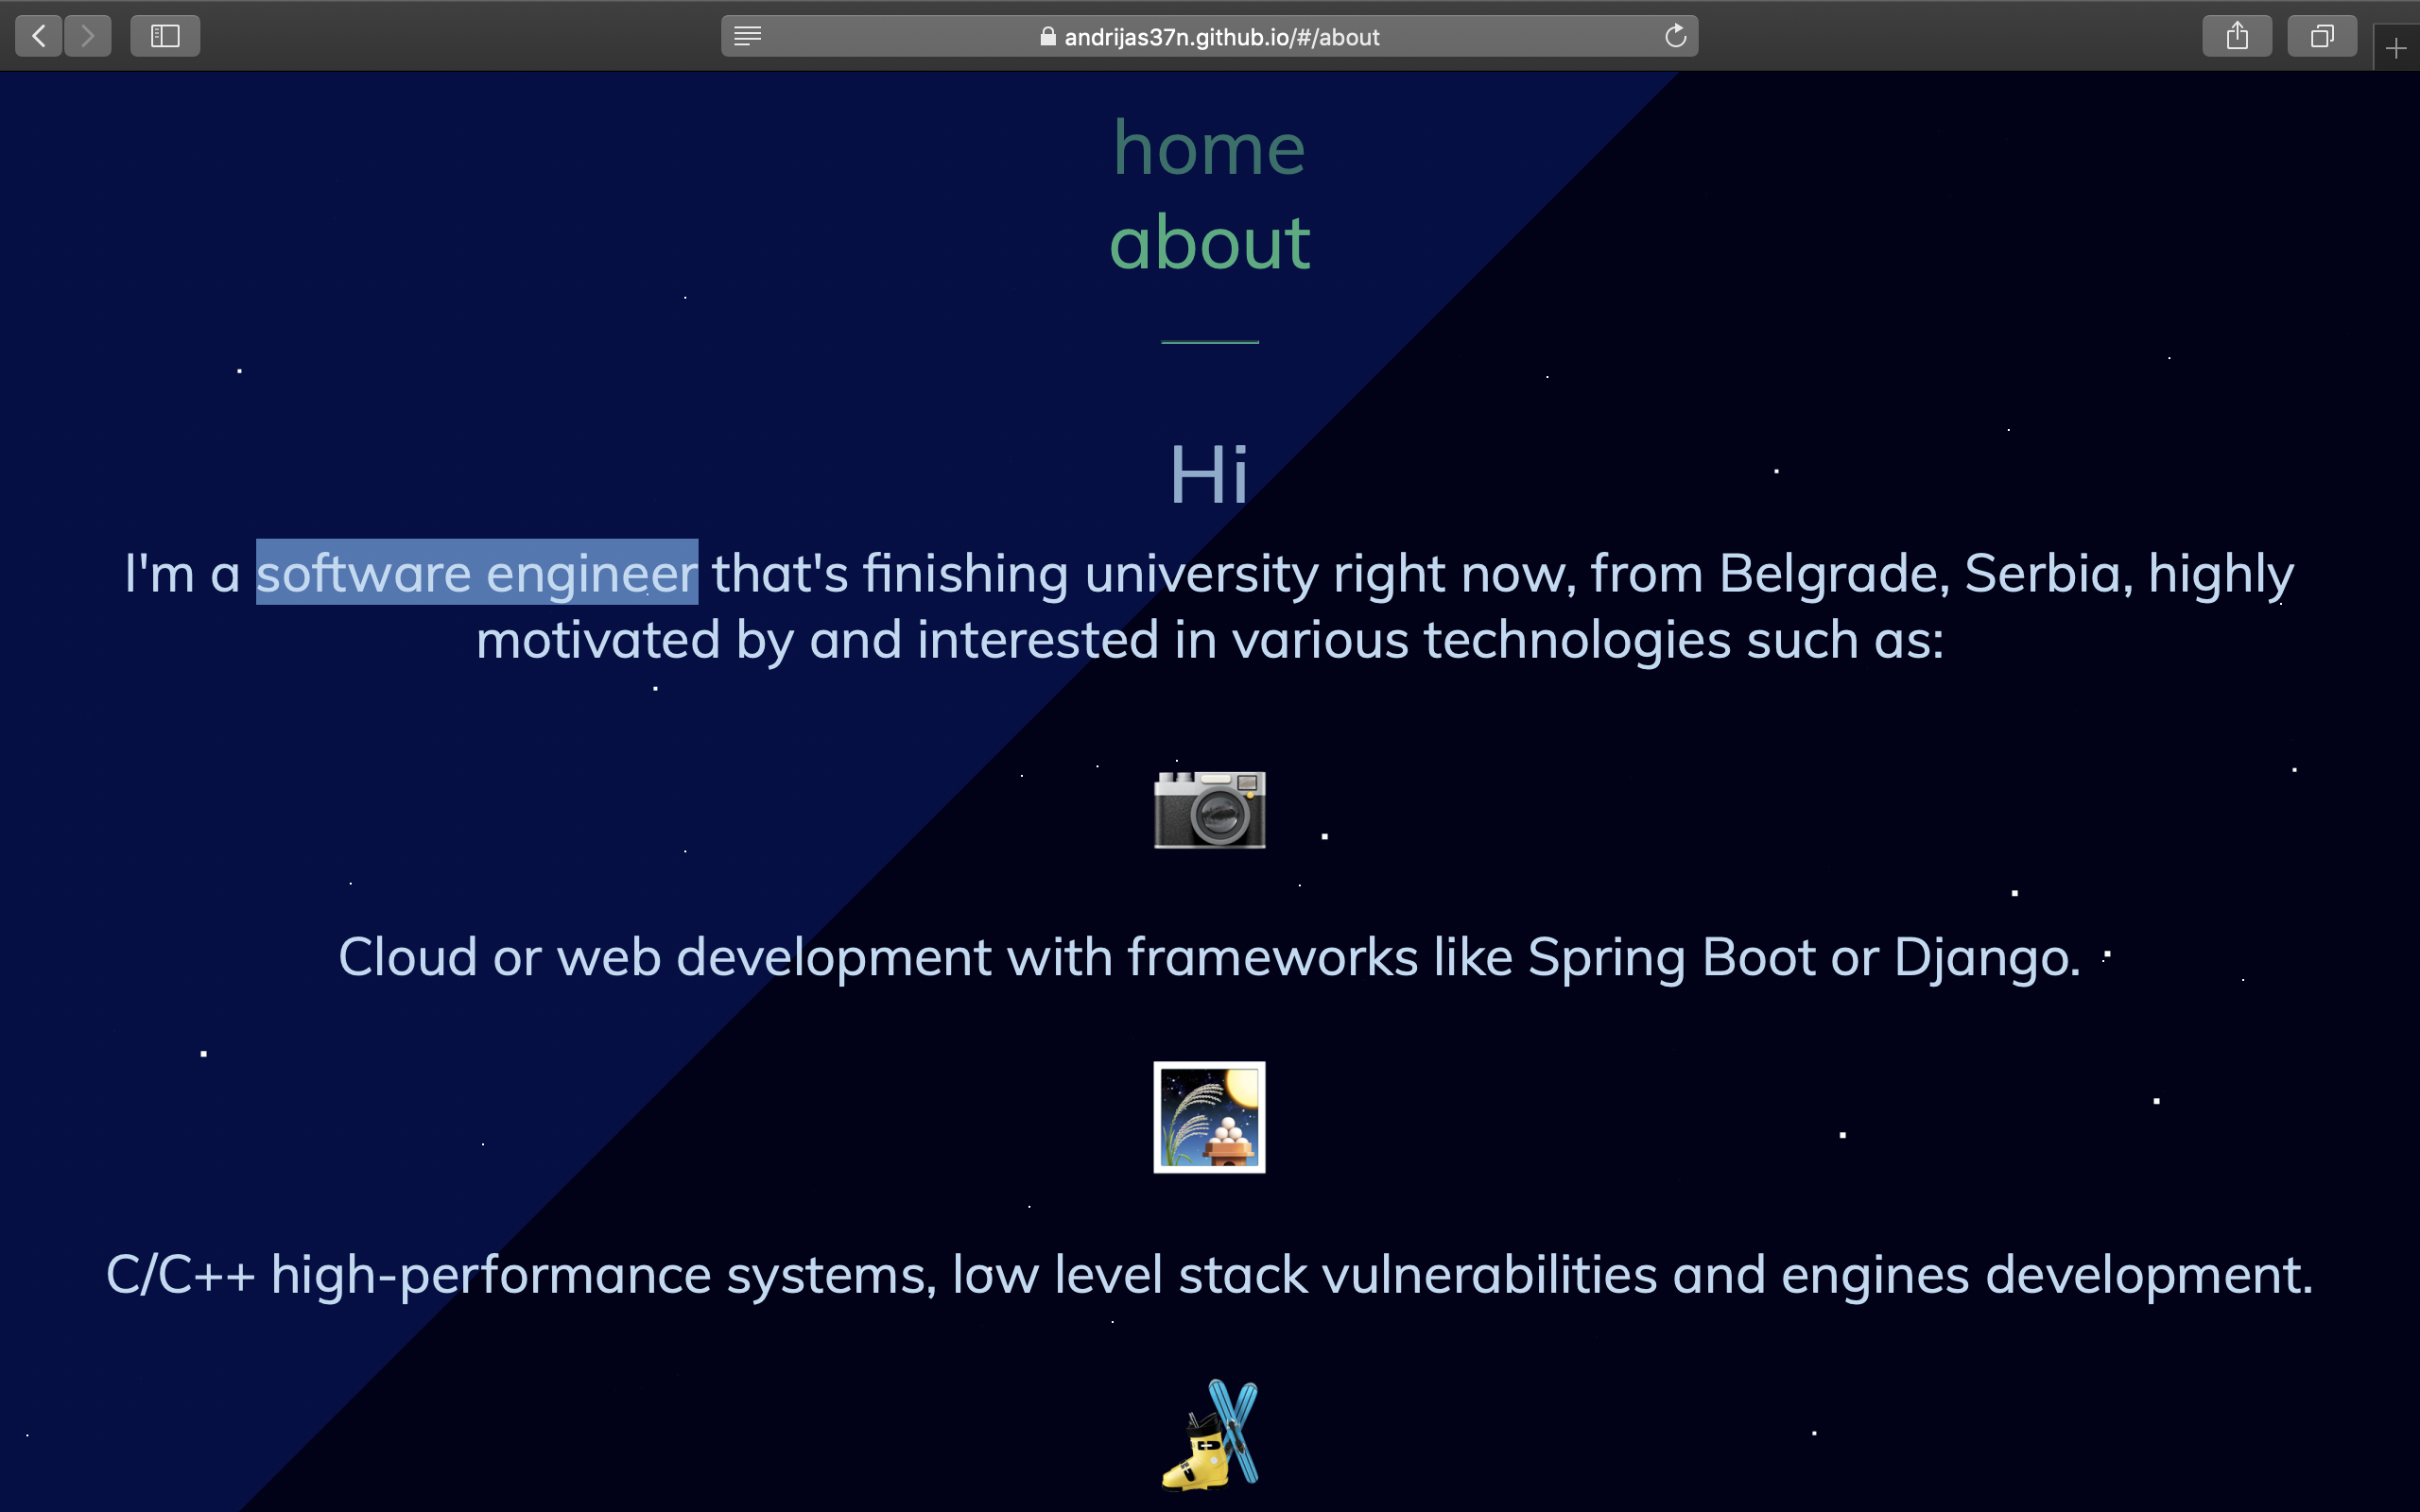 andrijas37n.github.io/#/about
home
about
Hi
I'm a software engineer that's finishing university right now, from Belgrade, Serbia, highly
motivated by and interested in various technologies such as:
Cloud or web development with frameworks like Spring Boot or Django.
C/C++ high-performance systems, low level stack vulnerabilities and engines development.